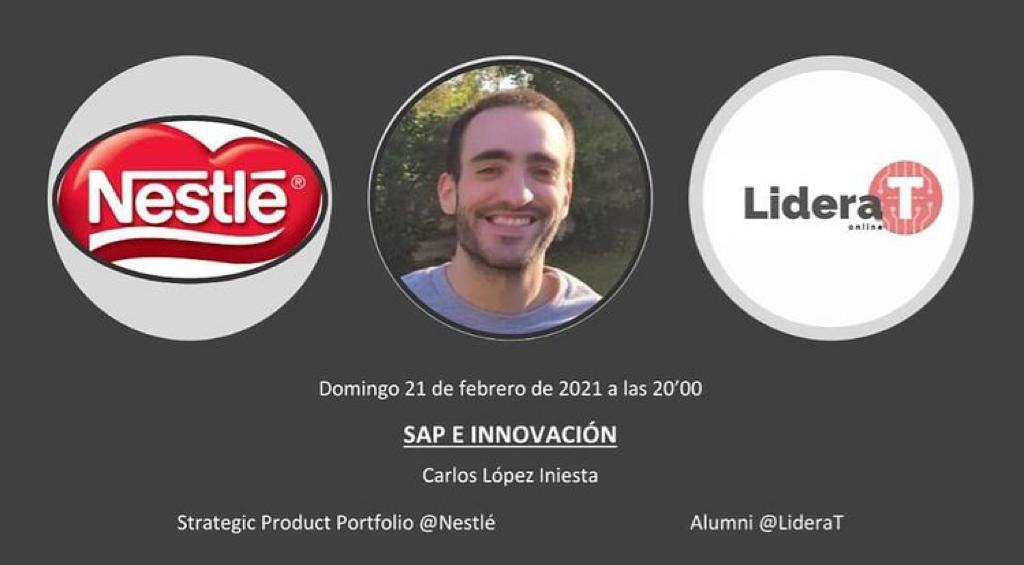 Nestlé®
LideraT
online
Domingo 21 de febrero de 2021 a las 20’00
SAP E INNOVACIÓN
Carlos López Iniesta
Strategic Product Portfolio @Nestlé
Alumni @LideraT